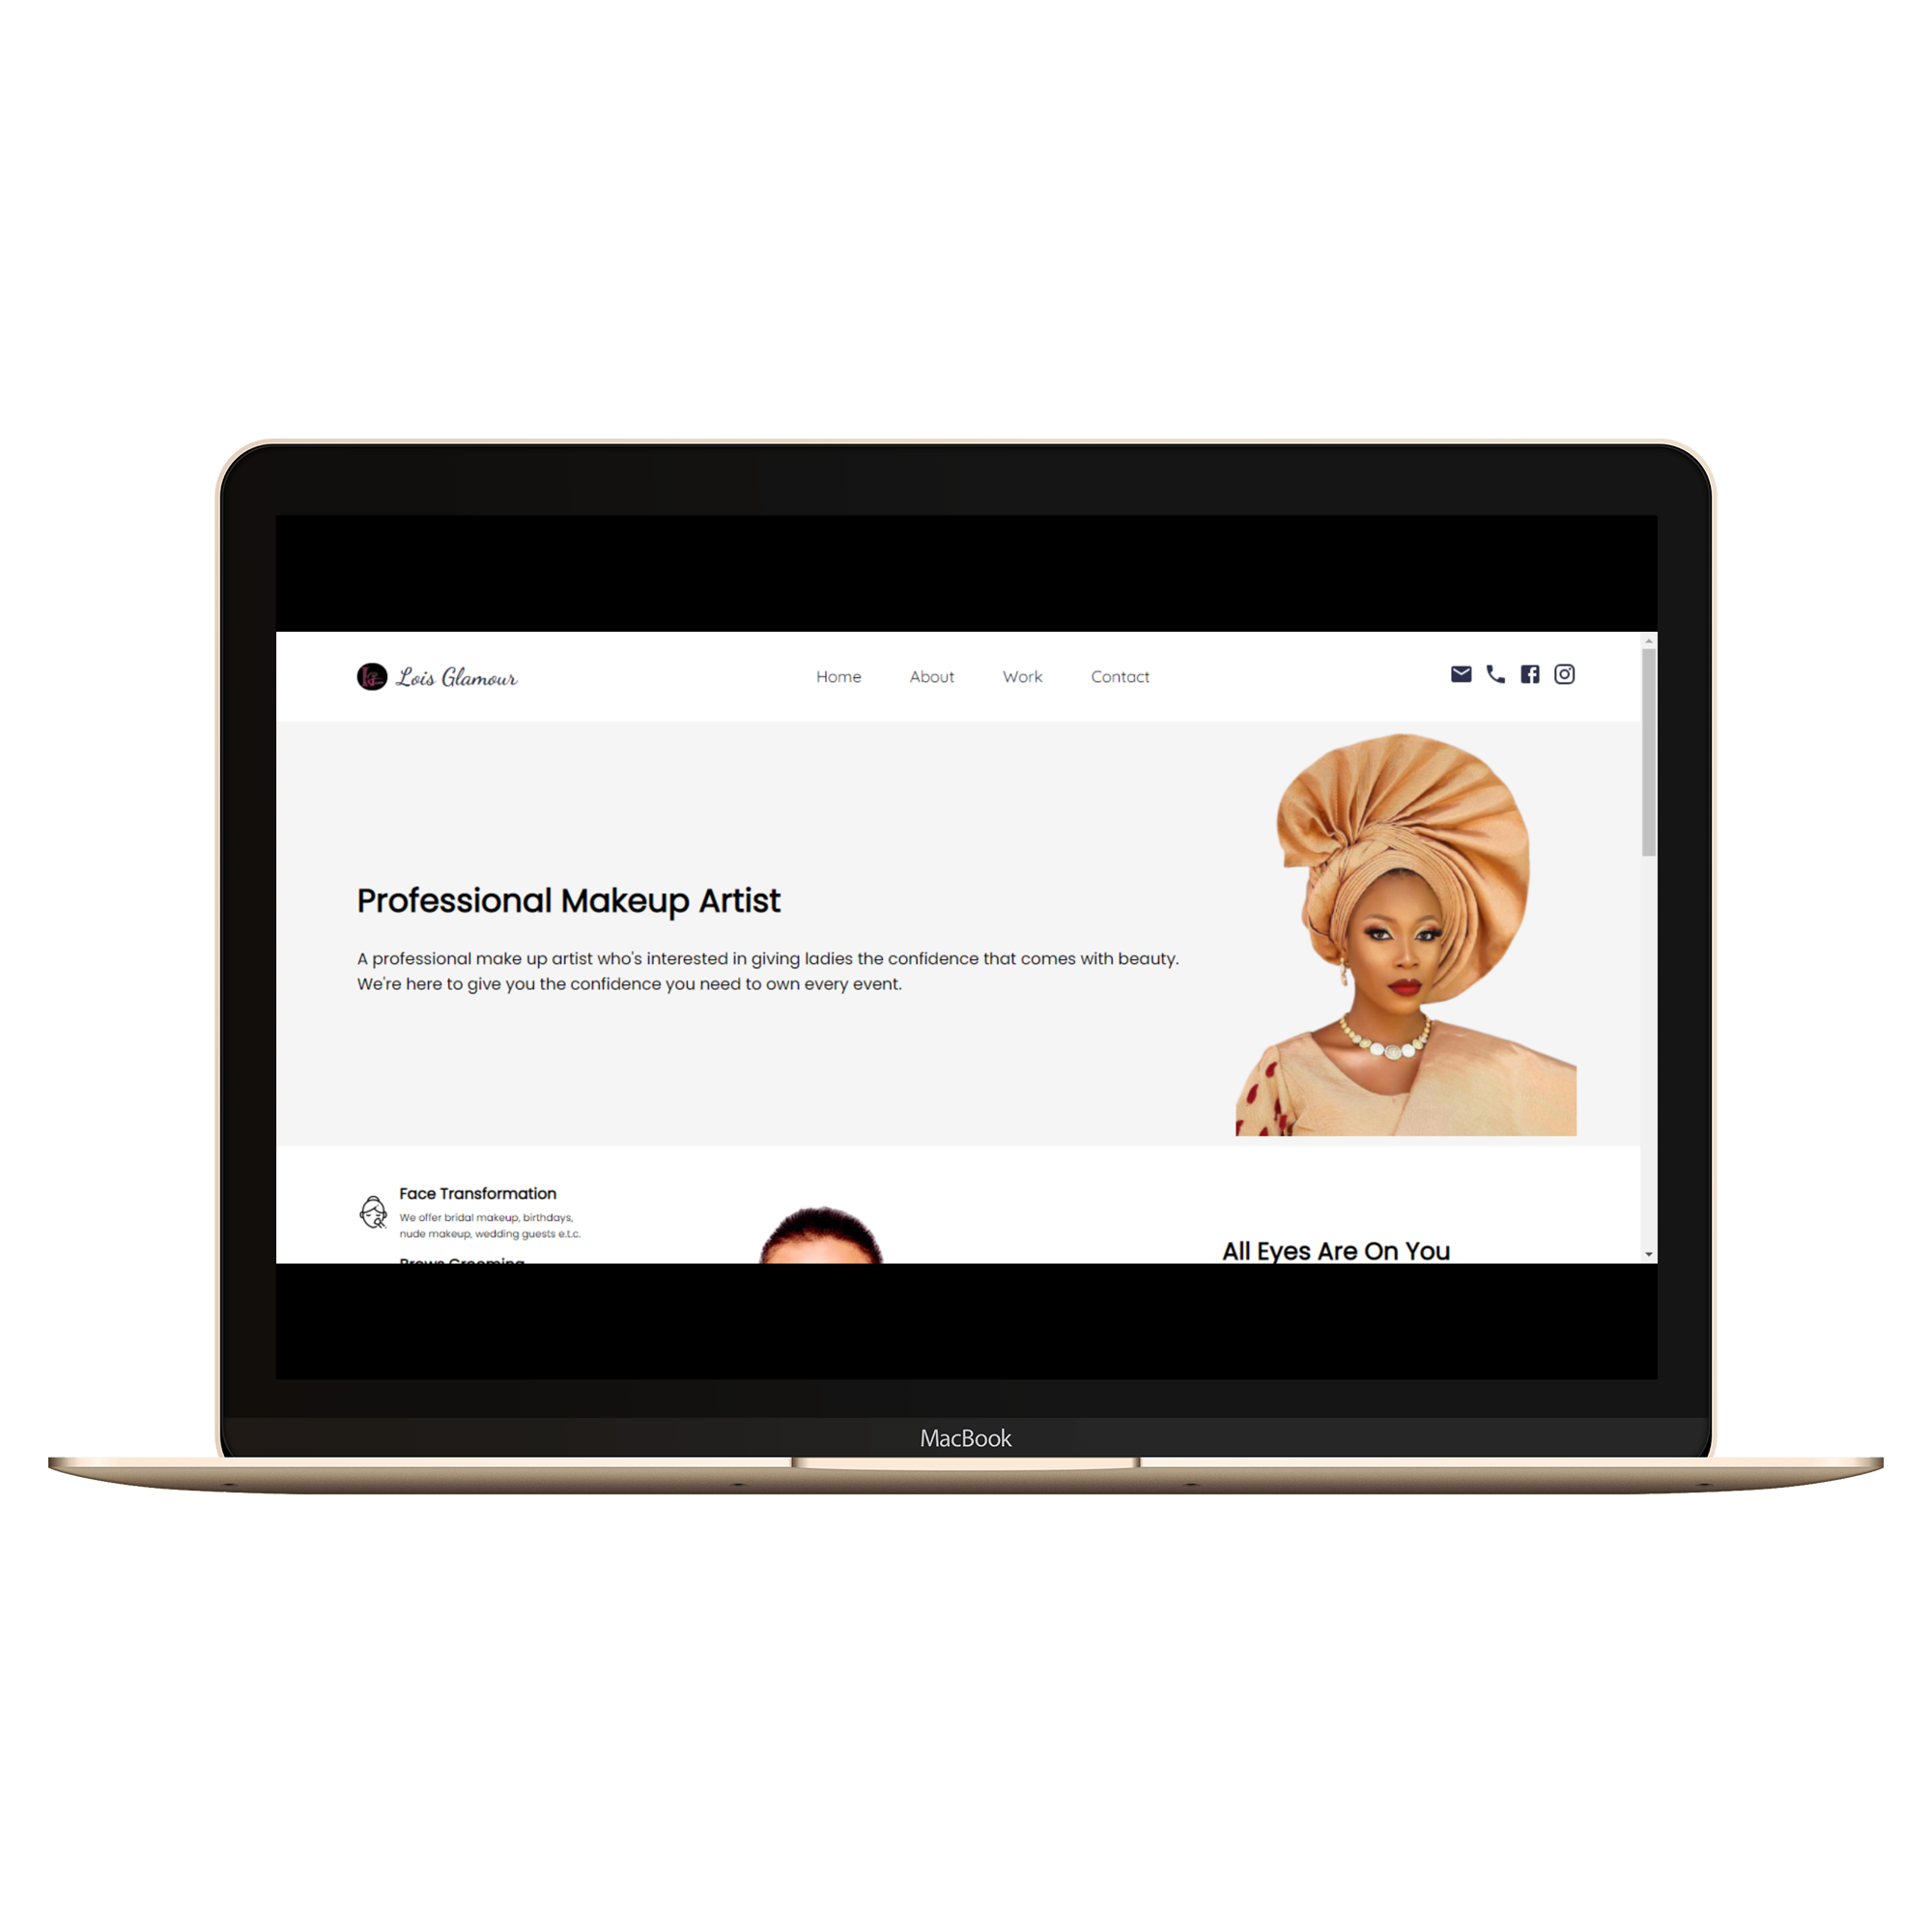 Lois Glamour
Home
About
Work
Contact
Professional Makeup Artist
A professional make up artist who's interested in giving ladies the confidence that comes with beauty.
We're here to give you the confidence you need to own every event.
Face Transformation
We offer bridal makeup, birthdays,
nude makeup, wedding guests e.t.c.
Brows Grooming
All Eyes Are On You
MacBook